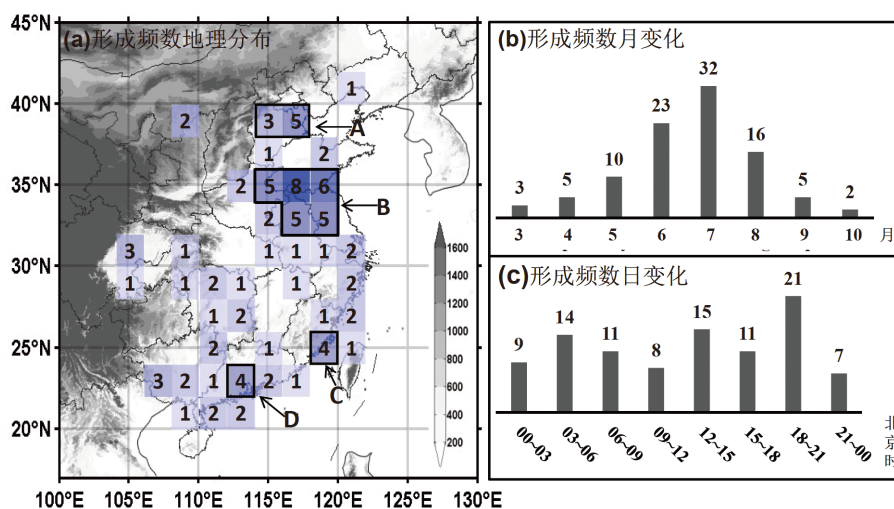 (a)形成频数地理分布
45°N
40°N
35°N
30°N
25°N
20°N
1
2 3 5
A
1 2
2 5 8 6
B
2 5 5
3 1 1 1 1 2
1 1 2 1 1 2
1 2 1 2
2 1 4 1
C
3 2 1 4 2 1
D
1 2 2
1600
1400
1200
1000
800
600
400
200
100°E 105°E 110°E 115°E 120°E 125°E 130°E
(b)形成频数月变化
3 5 10 23 32 16 5 2
3 4 5 6 7 8 9 10 月
(c)形成频数日变化
9 14 11 8 15 11 21 7
00~03 03~06 06~09 09~12 12~15 15~18 18~21 21~00
北
京
时